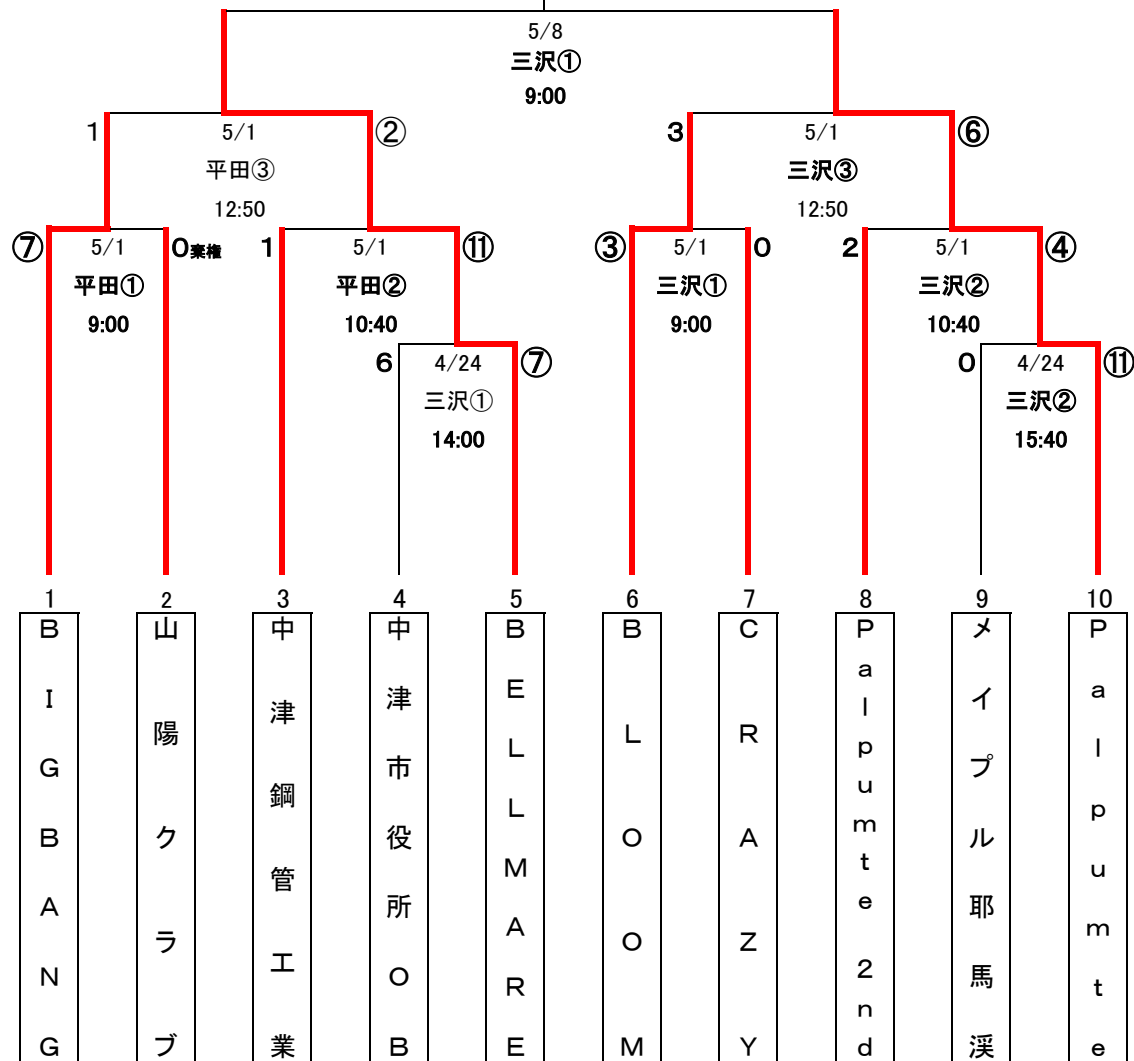 5/8
三沢①
9:00
1 5/1 ② 3 5/1 ⑥
平田③ 三沢③
12:50 12:50
⑦ 5/1 0棄権 1 5/1 ⑪ ③ 5/1 0 2 5/1 ④
平田① 平田② 三沢① 三沢②
9:00 10:40 9:00 10:40
6 4/24 ⑦ 0 4/24 ⑪
三沢① 三沢②
14:00 15:40
1 2 3 4 5 6 7 8 9 10
BIGBANG
山陽クラブ
中津鋼管工業
中津市役所OB
BELLMARE
BLOOM
CRAZY
Palpumte 2nd
メイプル耶馬渓
Palpumte